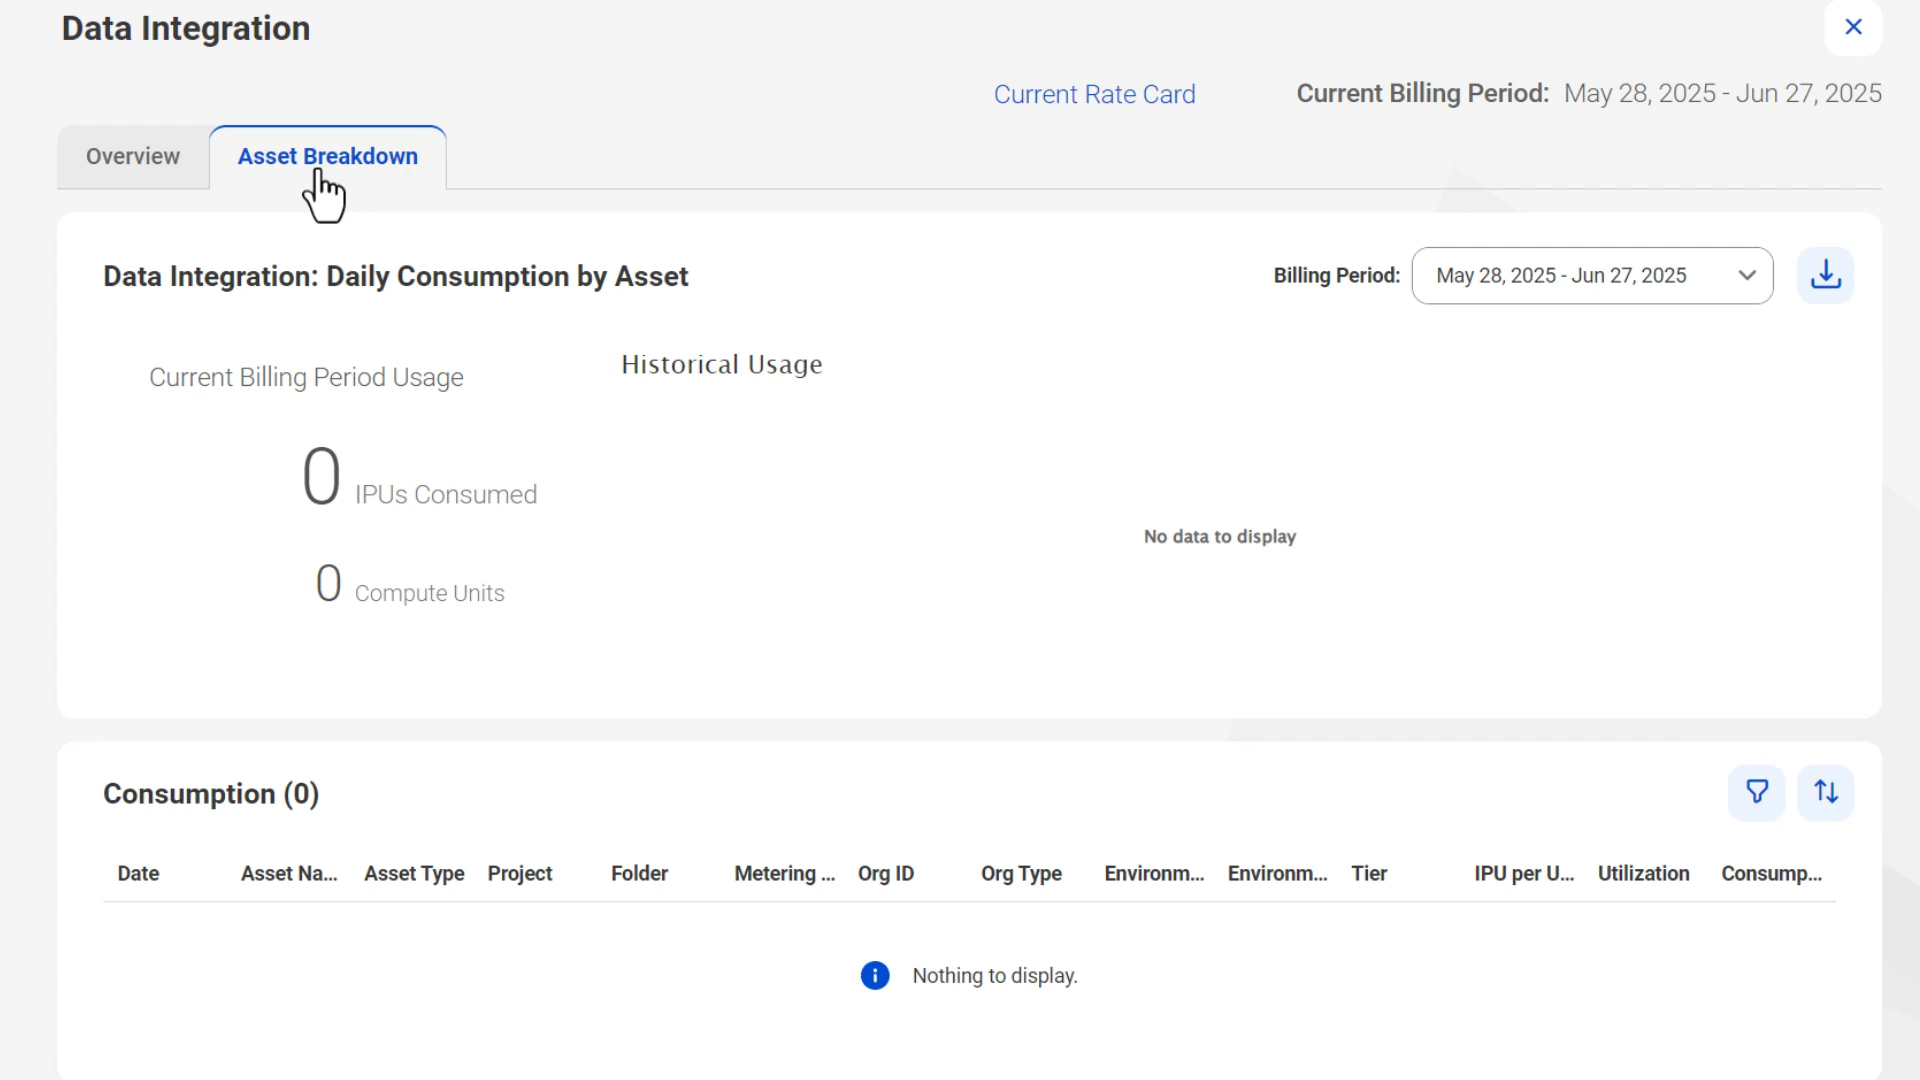 Data Integration
Current Rate Card
Current Billing Period: May 28, 2025 - Jun 27, 2025
Overview
Asset Breakdown
Data Integration: Daily Consumption by Asset
Billing Period: May 28, 2025 - Jun 27, 2025
Current Billing Period Usage
Historical Usage
0 IPUs Consumed
No data to display
0 Compute Units
Consumption (0)
Date Asset Na... Asset Type Project Folder Metering ... Org ID Org Type Environm... Environm... Tier IPU per U... Utilization Consump...
Nothing to display.